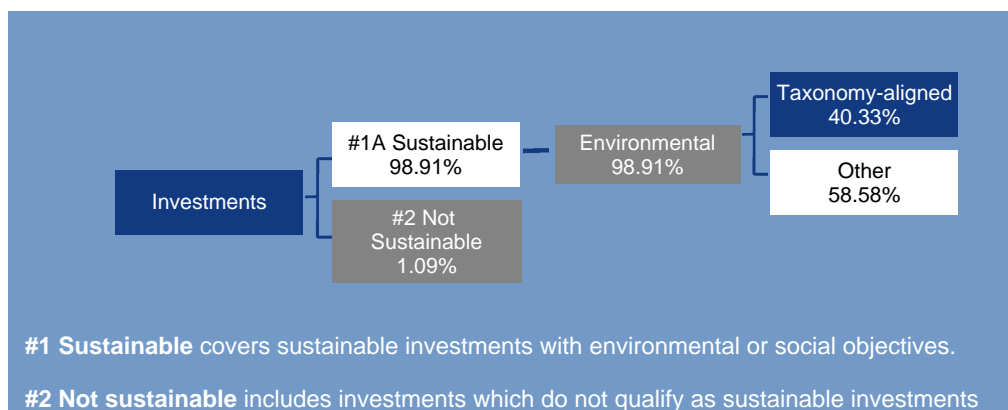 Investments
#1A Sustainable
98.91%
#2 Not
Sustainable
1.09%
Environmental
98.91%
Taxonomy-aligned
40.33%
Other
58.58%
#1 Sustainable covers sustainable investments with environmental or social objectives.
#2 Not sustainable includes investments which do not qualify as sustainable investments